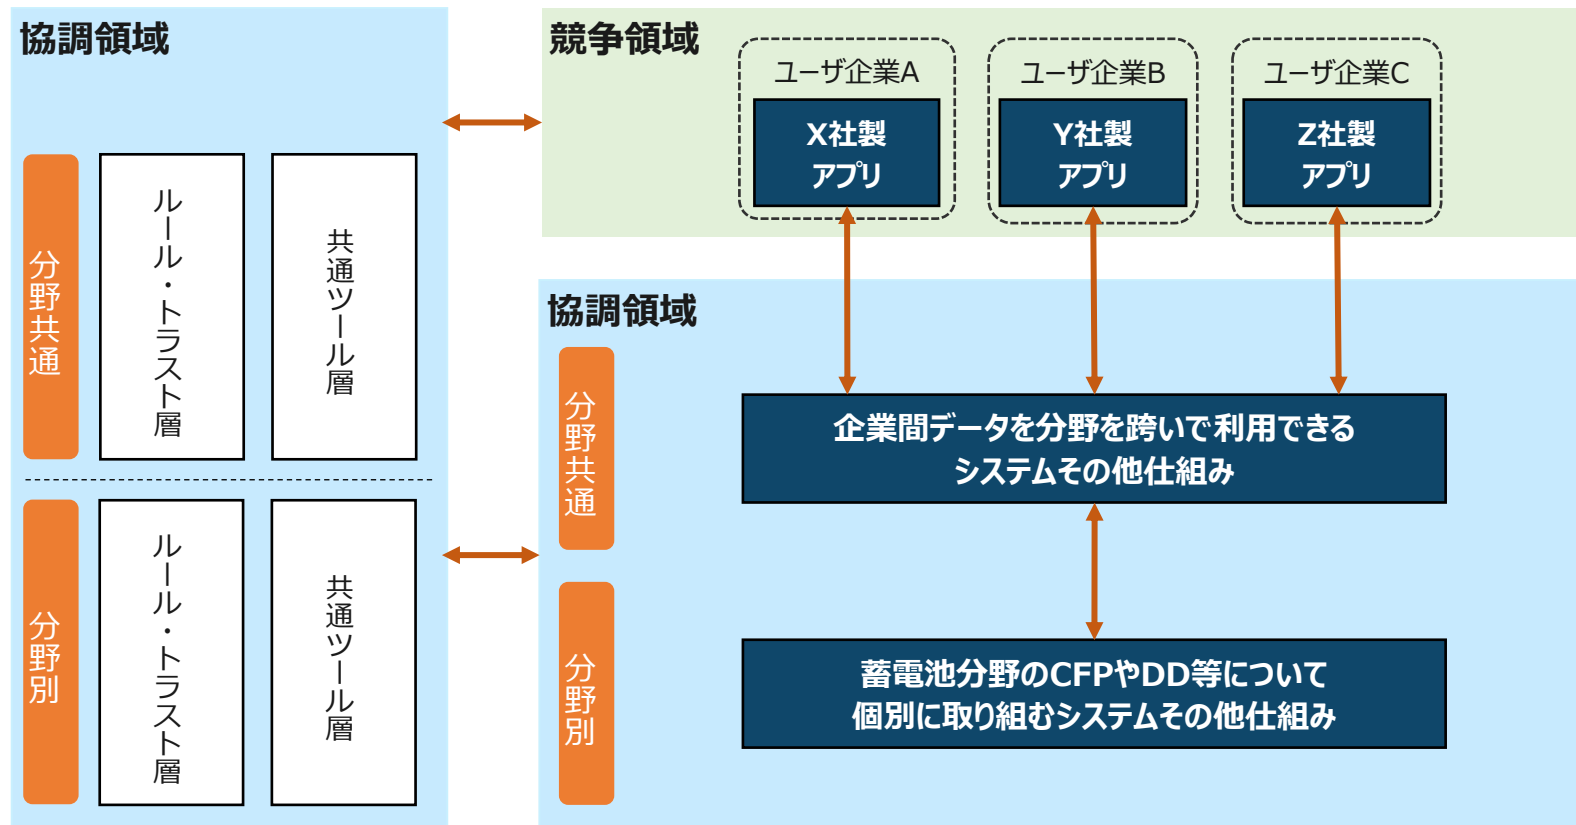 協調領域
分野共通
ルール・トラスト層
共通ツール層
分野別
ルール・トラスト層
共通ツール層
競争領域
ユーザ企業A
X社製
アプリ
ユーザ企業B
Y社製
アプリ
ユーザ企業C
Z社製
アプリ
協調領域
分野共通
企業間データを分野を跨いで利用できる
システムその他仕組み
分野別
蓄電池分野のCFPやDD等について
個別に取り組むシステムその他仕組み